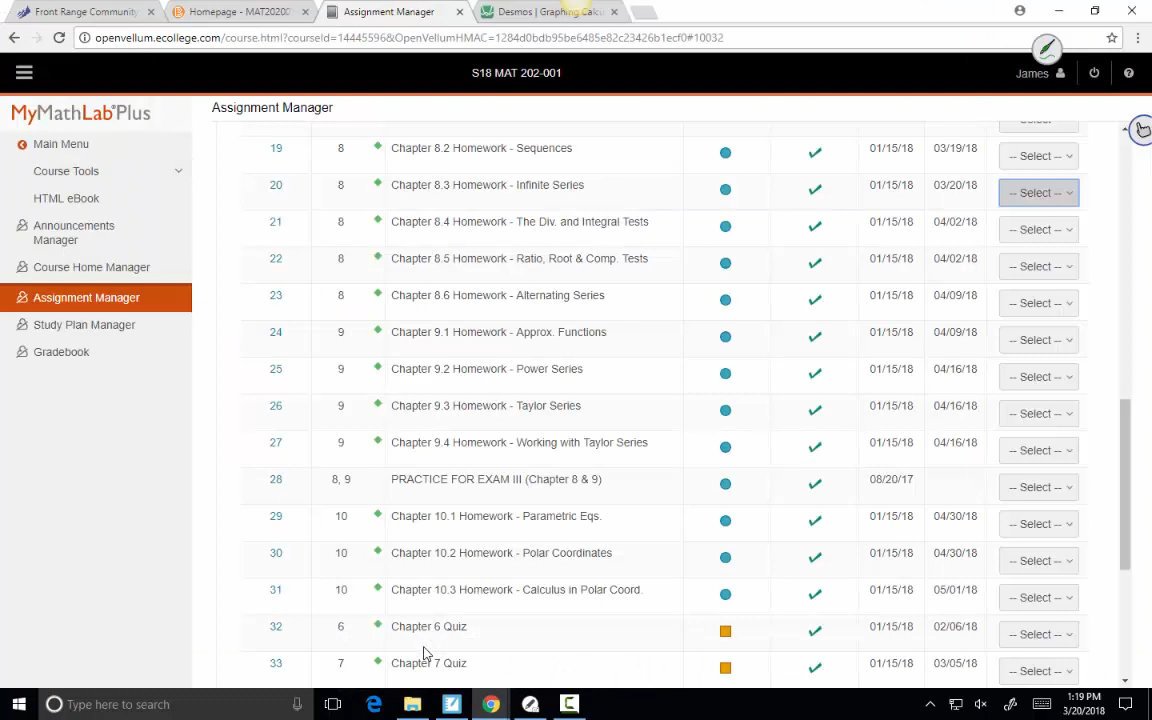 Front Range Community
Homepage - MAT2020
Assignment Manager
Desmos | Graphing Calcu
openvellum.ecollege.com/course.html?courseId=14445596&OpenVellumHMAC=1284d0bdb95be6485e82c23426b1ecf0#10032
S18 MAT 202-001
James
MyMathLab®Plus
Assignment Manager
Main Menu
Course Tools
HTML eBook
Announcements
Manager
Course Home Manager
Assignment Manager
Study Plan Manager
Gradebook
19 8 Chapter 8.2 Homework - Sequences 01/15/18 03/19/18 -- Select --
20 8 Chapter 8.3 Homework - Infinite Series 01/15/18 03/20/18 -- Select --
21 8 Chapter 8.4 Homework - The Div. and Integral Tests 01/15/18 04/02/18 -- Select --
22 8 Chapter 8.5 Homework - Ratio, Root & Comp. Tests 01/15/18 04/02/18 -- Select --
23 8 Chapter 8.6 Homework - Alternating Series 01/15/18 04/09/18 -- Select --
24 9 Chapter 9.1 Homework - Approx. Functions 01/15/18 04/09/18 -- Select --
25 9 Chapter 9.2 Homework - Power Series 01/15/18 04/16/18 -- Select --
26 9 Chapter 9.3 Homework - Taylor Series 01/15/18 04/16/18 -- Select --
27 9 Chapter 9.4 Homework - Working with Taylor Series 01/15/18 04/16/18 -- Select --
28 8, 9 PRACTICE FOR EXAM III (Chapter 8 & 9) 08/20/17 -- Select --
29 10 Chapter 10.1 Homework - Parametric Eqs. 01/15/18 04/30/18 -- Select --
30 10 Chapter 10.2 Homework - Polar Coordinates 01/15/18 04/30/18 -- Select --
31 10 Chapter 10.3 Homework - Calculus in Polar Coord. 01/15/18 05/01/18 -- Select --
32 6 Chapter 6 Quiz 01/15/18 02/06/18 -- Select --
33 7 Chapter 7 Quiz 01/15/18 03/05/18 -- Select --
Type here to search
1:19 PM
3/20/2018